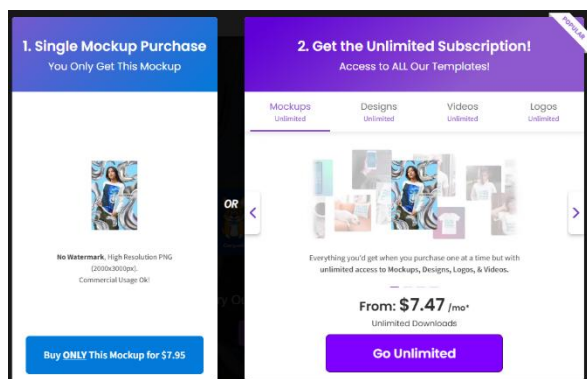 1. Single Mockup Purchase
You Only Get This Mockup
No Watermark, High Resolution PNG
(2000x3000px).
Commercial Usage Ok!
Buy ONLY This Mockup for $7.95
OR
POPULAR
2. Get the Unlimited Subscription!
Access to ALL Our Templates!
Mockups
Unlimited
Designs
Unlimited
Videos
Unlimited
Logos
Unlimited
Everything you'd get when you purchase one at a time but with
unlimited access to Mockups, Designs, Logos, & Videos.
From: $7.47 /mo*
Unlimited Downloads
Go Unlimited